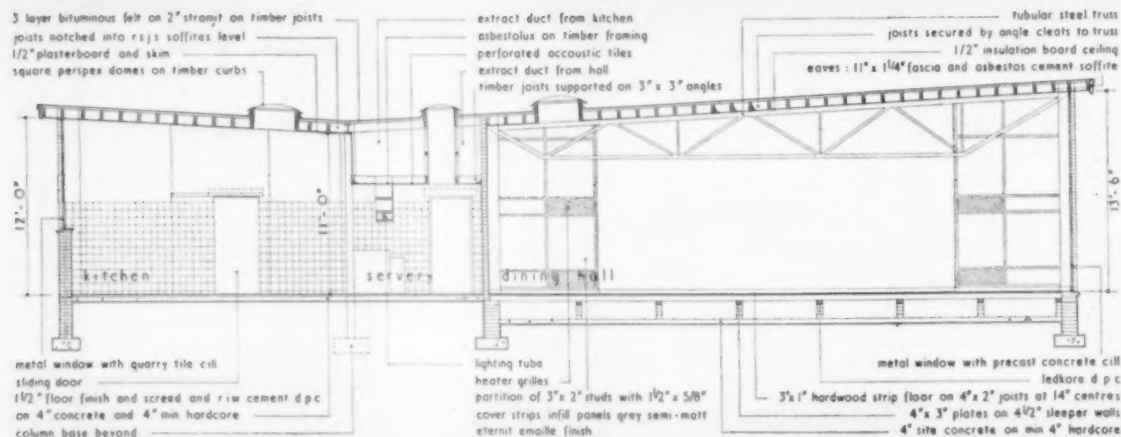 3 layer bituminous felt on 2" stramit on timber joists
joists notched into r s j s soffites level
1/2" plasterboard and skim
square perspex domes on timber curbs
extract duct from kitchen
asbestolux on timber framing
perforated accoustic tiles
extract duct from hall
timber joists supported on 3" x 3" angles
tubular steel truss
joists secured by angle cleats to truss
1/2" insulation board ceiling
eaves : 11" x 1 1/4" fascia and asbestos cement soffite
12'- 0"
11'- 0"
13'- 6"
kitchen
servery
dining hall
metal window with quarry tile cill
sliding door
1 1/2" floor finish and screed and r i w cement d p c
on 4" concrete and 4" min hardcore
column base beyond
lighting tube
heater grilles
partition of 3" x 2" studs with 1 1/2" x 5/8"
cover strips infill panels grey semi-matt
eternit emaille finish
metal window with precast concrete cill
ledkore d p c
3" x 1" hardwood strip floor on 4" x 2" joists at 14" centres
4" x 3" plates on 4 1/2" sleeper walls
4" site concrete on min 4" hardcore